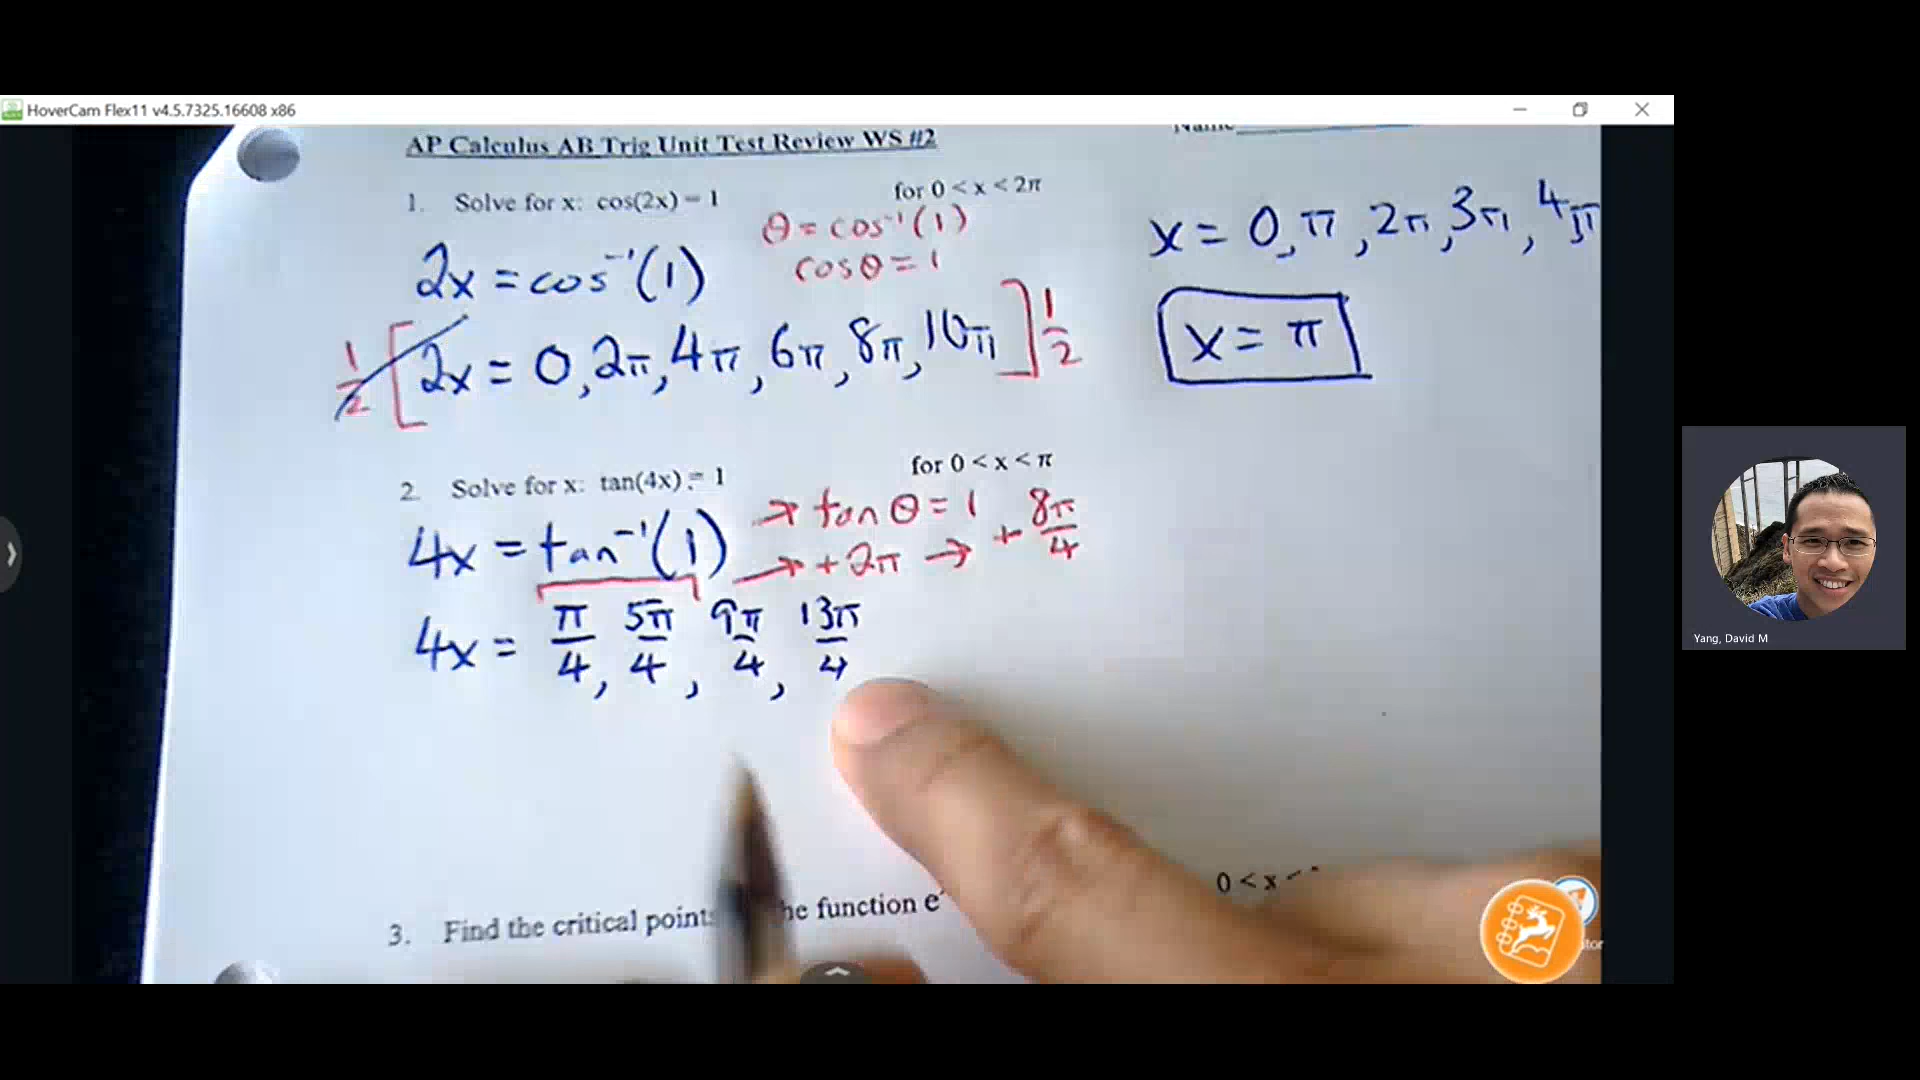 HoverCam Flex11 v4.5.7325.16608 x86
AP Calculus AB Trig Unit Test Review WS #2
Name
1. Solve for x: cos(2x) = 1 for 0 < x < 2π
θ = cos⁻¹(1)
cosθ = 1
2x = cos⁻¹(1)
1/2 [2x = 0, 2π, 4π, 6π, 8π, 10π] 1/2
x = 0, π, 2π, 3π, 4π
x = π
2. Solve for x: tan(4x) = 1 for 0 < x < π
4x = tan⁻¹(1) → tan θ = 1
→ +2π → + 8π/4
4x = π/4, 5π/4, 9π/4, 13π/4
3. Find the critical points he function e 0 < x <
Yang, David M